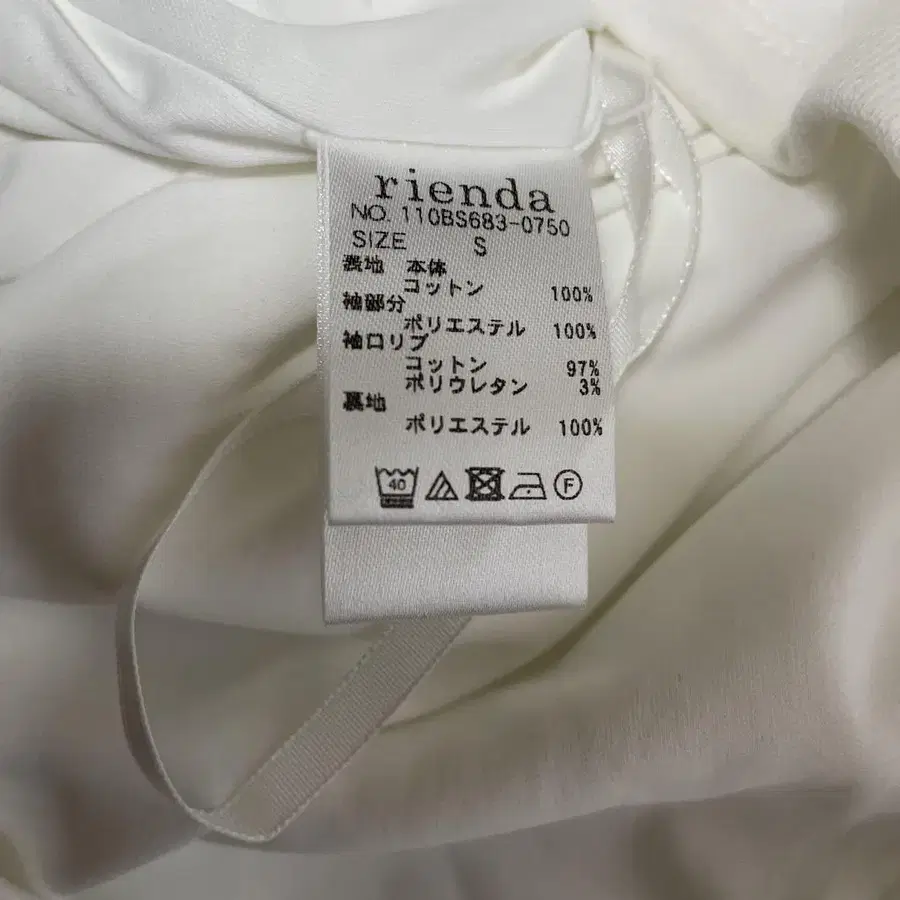 rienda
NO. 110BS683-0750
SIZE S
表地 本体
コットン 100%
袖部分
ポリエステル 100%
袖口リブ
コットン 97%
ポリウレタン 3%
裏地
ポリエステル 100%
40 F